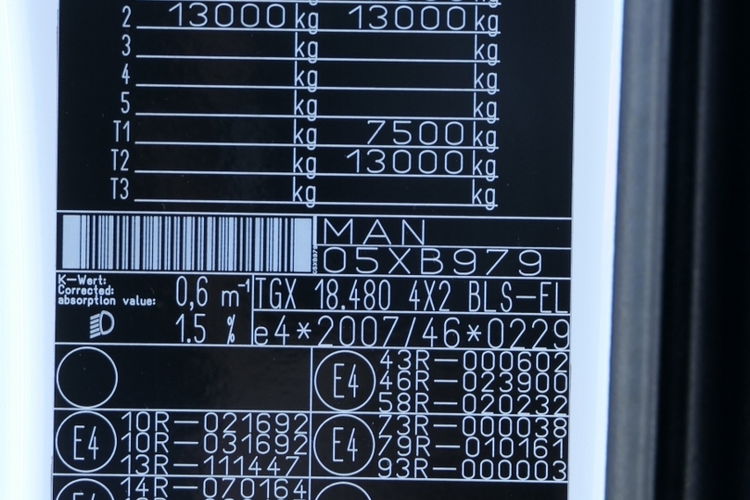 2 13000 kg 13000 kg
3 kg kg
4 kg kg
5 kg kg
T1 kg 7500 kg
T2 kg 13000 kg
T3 kg kg
MAN
05XB979
K-Wert:
Corrected:
absorption value:
0,6 m-1
TGX 18.480 4X2 BLS-EL
1.5 %
e4*2007/46*0229
E4
43R-000602
46R-023900
58R-020232
E4
10R-021692
10R-031692
13R-111447
E4
73R-000038
79R-010161
93R-000003
14R-070164